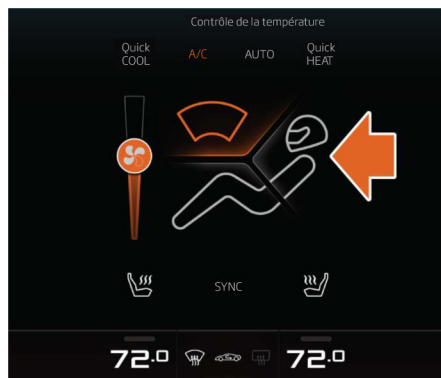 Contrôle de la température
Quick
COOL
A/C
AUTO
Quick
HEAT
SYNC
72.0
72.0